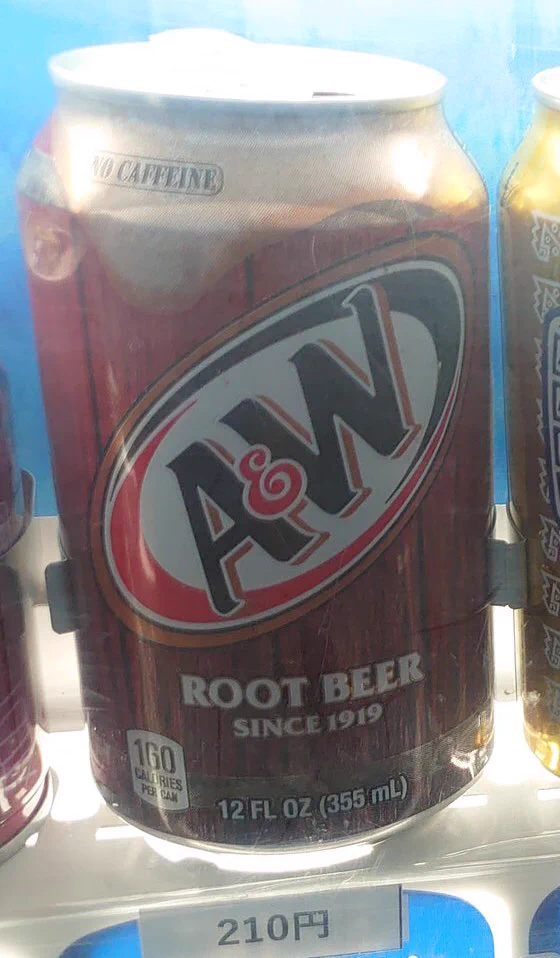 NO CAFFEINE
A&W
ROOT BEER
SINCE 1919
160
CALORIES
PER CAN
12 FL OZ (355 mL)
210円